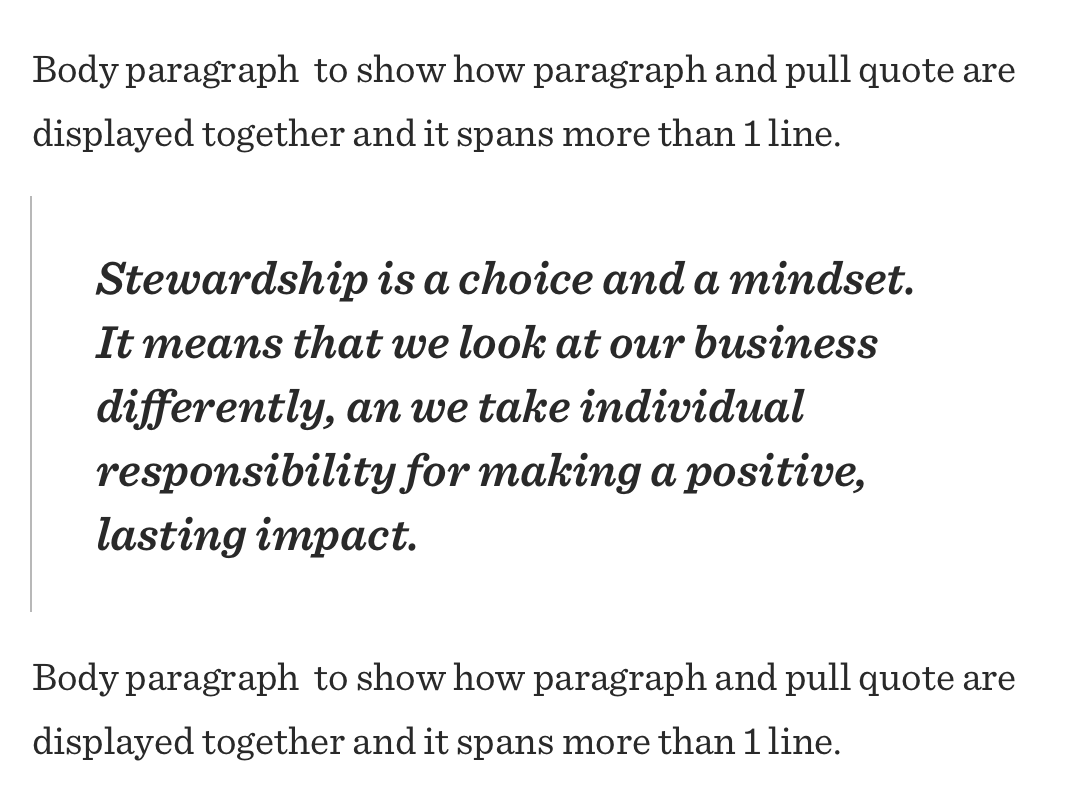 Body paragraph  to show how paragraph and pull quote are
displayed together and it spans more than 1 line.
Stewardship is a choice and a mindset.
It means that we look at our business
differently, an we take individual
responsibility for making a positive,
lasting impact.
Body paragraph  to show how paragraph and pull quote are
displayed together and it spans more than 1 line.